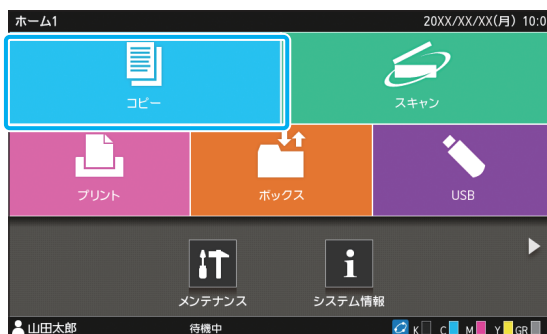 ホーム1 20XX/XX/XX(月) 10:0
コピー スキャン
プリント ボックス USB
メンテナンス システム情報
山田太郎 待機中 K C M Y GR